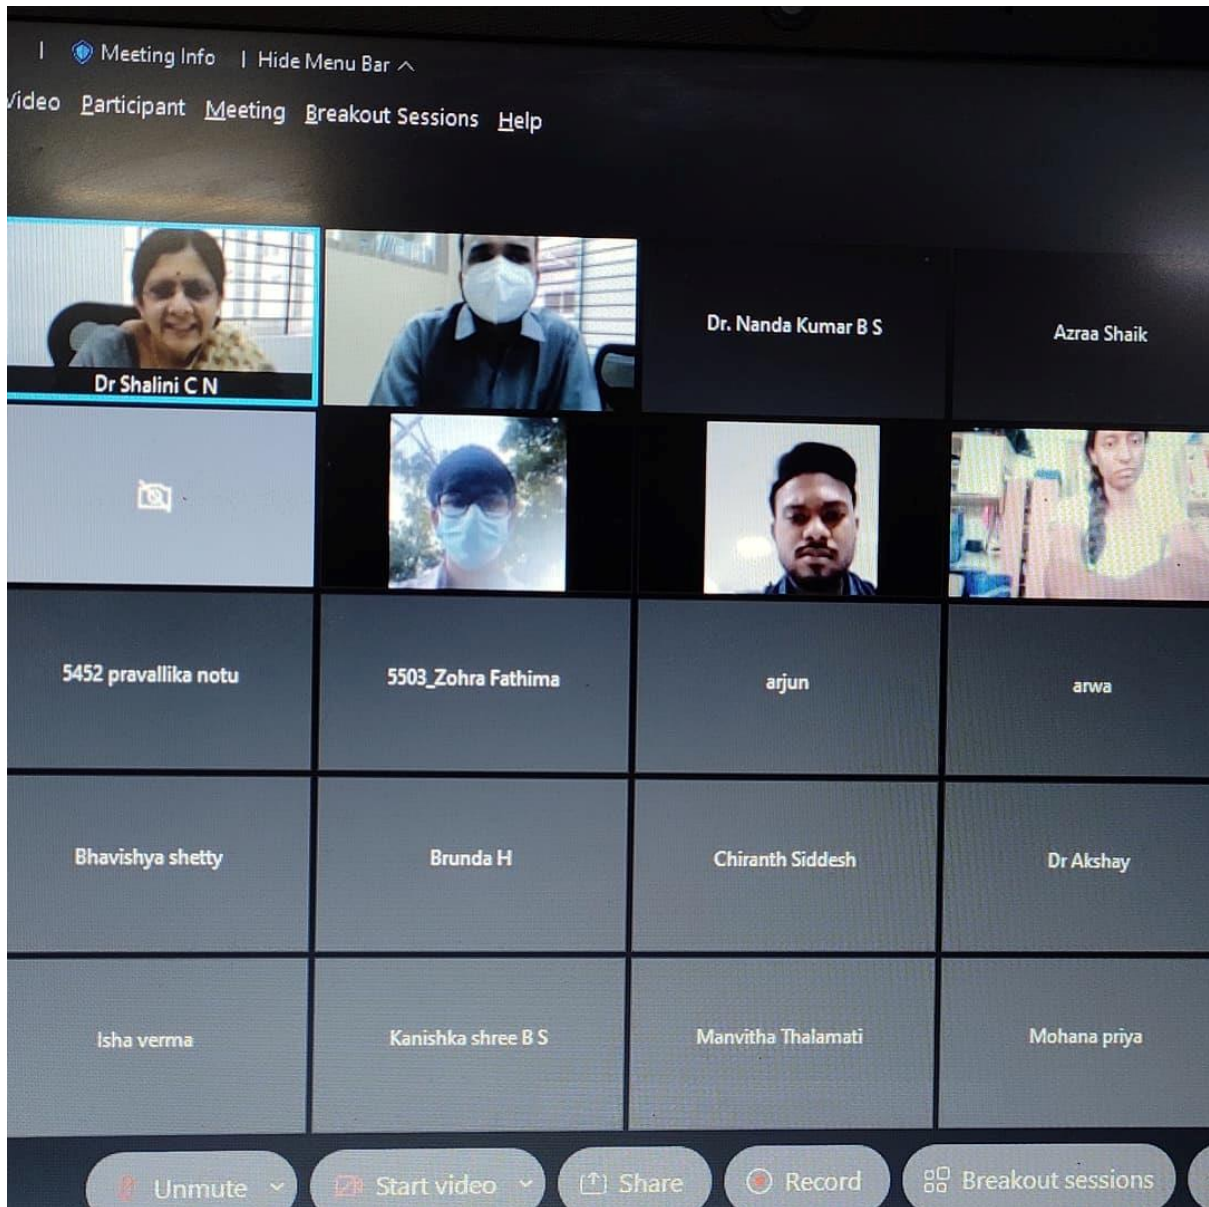 Meeting Info | Hide Menu Bar
Video Participant Meeting Breakout Sessions Help
Dr Shalini C N
Dr. Nanda Kumar B S
Azraa Shaik
5452 pravallika notu
5503_Zohra Fathima
arjun
arwa
Bhavishya shetty
Brunda H
Chiranth Siddesh
Dr Akshay
Isha verma
Kanishka shree B S
Manvitha Thalamati
Mohana priya
Unmute
Start video
Share
Record
Breakout sessions